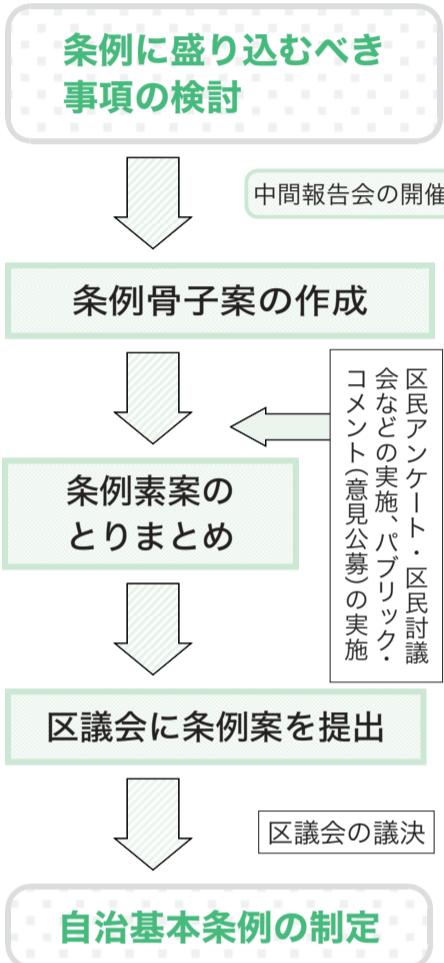 条例に盛り込むべき
事項の検討
中間報告会の開催
条例骨子案の作成
区民アンケート・区民討議
会などの実施、パブリック・
コメント（意見公募）の実施
条例素案の
とりまとめ
区議会に条例案を提出
区議会の議決
自治基本条例の制定